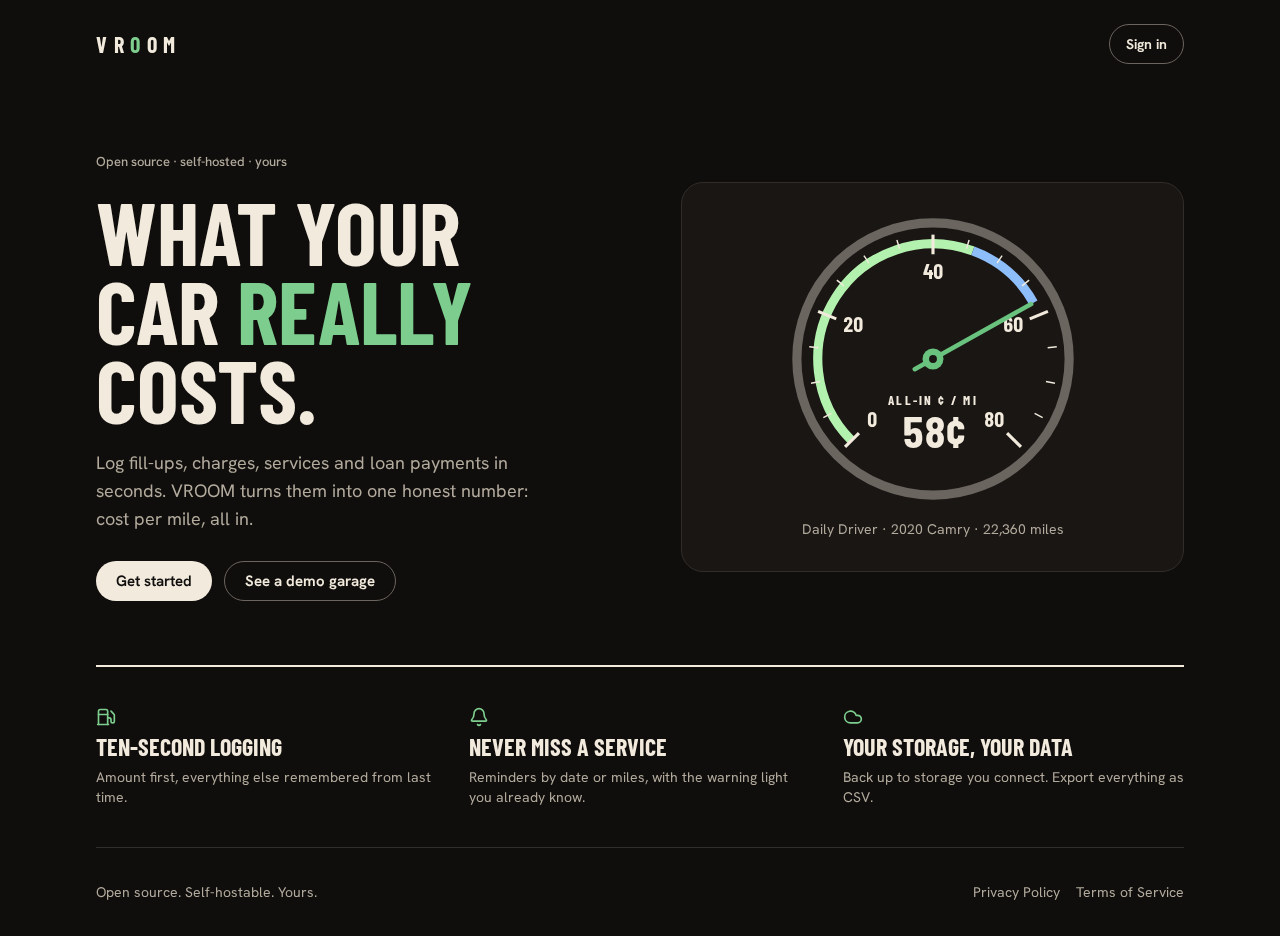 VROOM
Sign in
Open source · self-hosted · yours
WHAT YOUR
CAR REALLY
COSTS.
Log fill-ups, charges, services and loan payments in
seconds. VROOM turns them into one honest number:
cost per mile, all in.
Get started
See a demo garage
40
20
60
ALL-IN ¢ / MI
0
58¢
80
Daily Driver · 2020 Camry · 22,360 miles
TEN-SECOND LOGGING
Amount first, everything else remembered from last
time.
NEVER MISS A SERVICE
Reminders by date or miles, with the warning light
you already know.
YOUR STORAGE, YOUR DATA
Back up to storage you connect. Export everything as
CSV.
Open source. Self-hostable. Yours.
Privacy Policy
Terms of Service